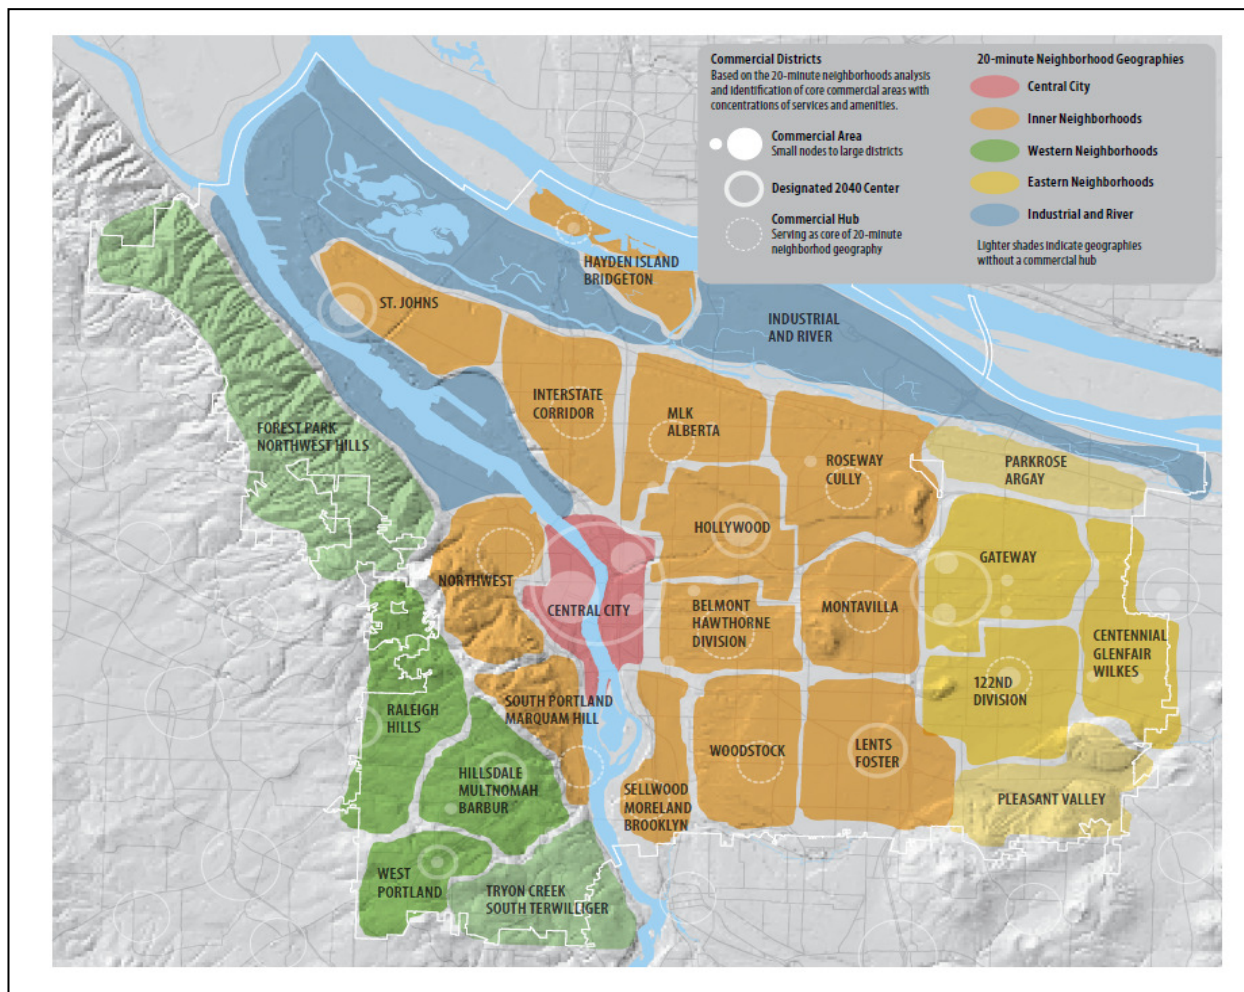 Commercial Districts
Based on the 20-minute neighborhoods analysis
and identification of core commercial areas with
concentrations of services and amenities.
Commercial Area
Small nodes to large districts
Designated 2040 Center
Commercial Hub
Serving as core of 20-minute
neighborhod geography
20-minute Neighborhood Geographies
Central City
Inner Neighborhoods
Western Neighborhoods
Eastern Neighborhoods
Industrial and River
Lighter shades indicate geographies
without a commercial hub
HAYDEN ISLAND
BRIDGETON
ST. JOHNS
INDUSTRIAL
AND RIVER
INTERSTATE
CORRIDOR
MLK
ALBERTA
FOREST PARK
NORTHWEST HILLS
ROSEWAY
CULLY
PARKROSE
ARGAY
HOLLYWOOD
GATEWAY
NORTHWEST
CENTRAL CITY
BELMONT
HAWTHORNE
DIVISION
MONTAVILLA
CENTENNIAL
GLENFAIR
WILKES
122ND
DIVISION
RALEIGH
HILLS
SOUTH PORTLAND
MARQUAM HILL
WOODSTOCK
LENTS
FOSTER
HILLSDALE
MULTNOMAH
BARBUR
SELLWOOD
MORELAND
BROOKLYN
PLEASANT VALLEY
WEST
PORTLAND
TRYON CREEK
SOUTH TERWILLIGER